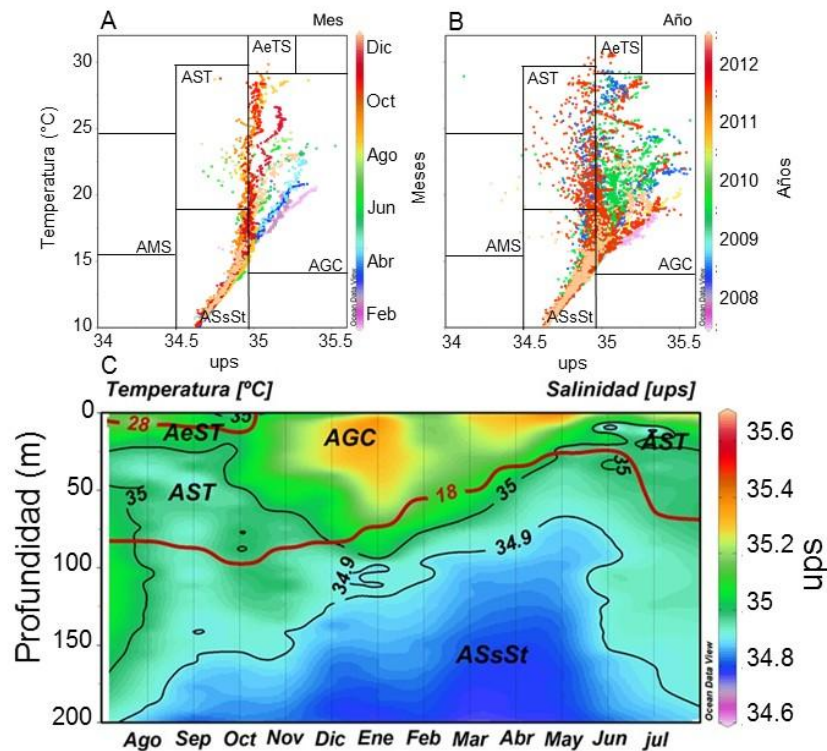 A
Mes
AeTS
AST
AMS
AGC
ASsSt
30
25
20
15
10
34
34.5
35
35.5
Temperatura (°C)
ups
Dic
Oct
Ago
Jun
Abr
Feb
Meses
Ocean Data View
B
Año
AeTS
AST
AMS
AGC
ASsSt
30
25
20
15
10
34
34.5
35
35.5
ups
2012
2011
2010
2009
2008
Años
Ocean Data View
C
Temperatura [ºC]
Salinidad [ups]
Profundidad (m)
0
50
100
150
200
28
35
AeST
AGC
AST
AST
35
18
35
35
34.9
34.9
ASsSt
Ocean Data View
35.6
35.4
35.2
35
34.8
34.6
ups
Ago Sep Oct Nov Dic Ene Feb Mar Abr May Jun jul